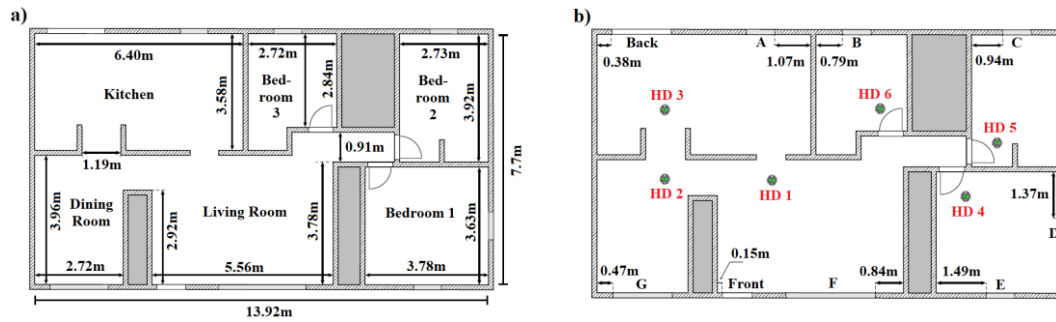 a)
6.40m
2.72m
2.73m
Kitchen
3.58m
Bed-
room
3
2.84m
Bed-
room
2
3.92m
1.19m
0.91m
7.7m
3.96m
Dining
Room
2.92m
Living Room
3.78m
Bedroom 1
3.63m
2.72m
5.56m
3.78m
13.92m
b)
Back
A
B
C
0.38m
1.07m
0.79m
0.94m
HD 3
HD 6
HD 5
HD 2
HD 1
HD 4
1.37m
D
0.15m
0.47m
0.84m
1.49m
G
Front
F
E